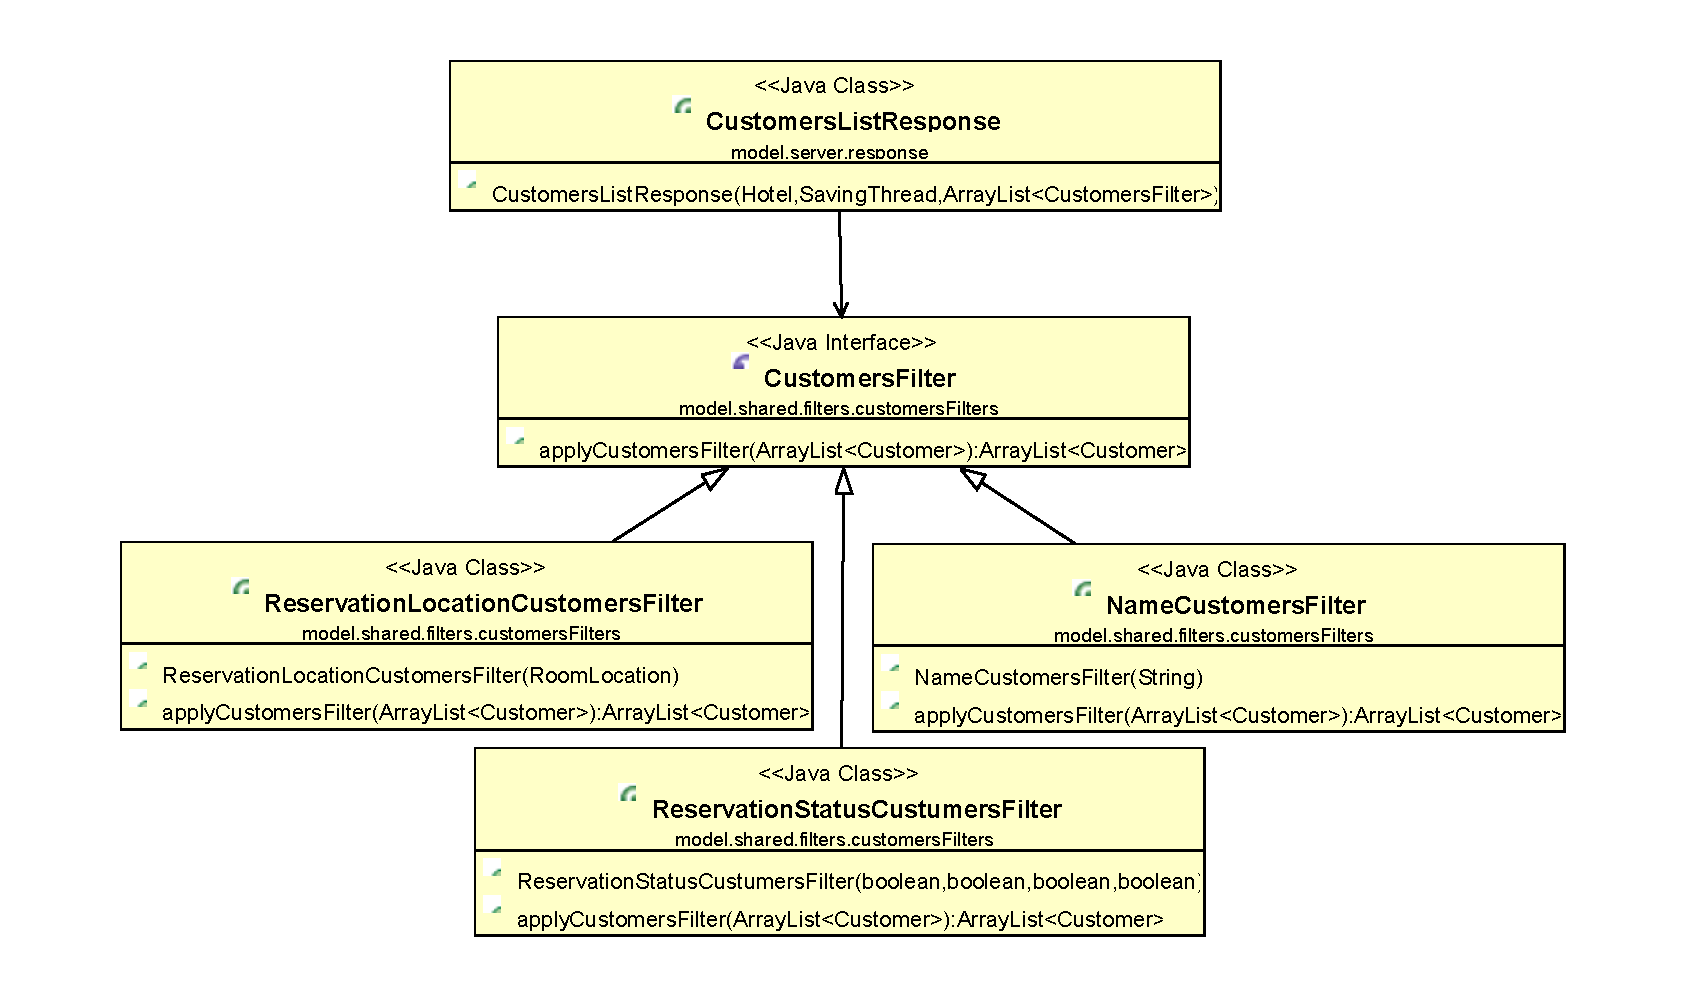 <<Java Class>>
CustomersListResponse
model.server.response
CustomersListResponse(Hotel,SavingThread,ArrayList<CustomersFilter>)
<<Java Interface>>
CustomersFilter
model.shared.filters.customersFilters
applyCustomersFilter(ArrayList<Customer>):ArrayList<Customer>
<<Java Class>>
ReservationLocationCustomersFilter
model.shared.filters.customersFilters
ReservationLocationCustomersFilter(RoomLocation)
applyCustomersFilter(ArrayList<Customer>):ArrayList<Customer>
<<Java Class>>
NameCustomersFilter
model.shared.filters.customersFilters
NameCustomersFilter(String)
applyCustomersFilter(ArrayList<Customer>):ArrayList<Customer>
<<Java Class>>
ReservationStatusCustumersFilter
model.shared.filters.customersFilters
ReservationStatusCustumersFilter(boolean,boolean,boolean,boolean)
applyCustomersFilter(ArrayList<Customer>):ArrayList<Customer>